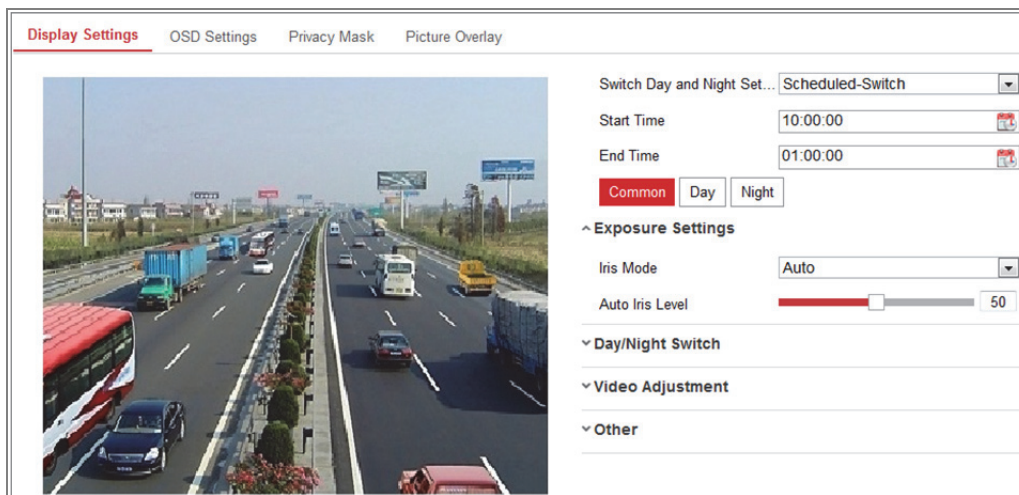 Display Settings OSD Settings Privacy Mask Picture Overlay
Switch Day and Night Set... Scheduled-Switch
Start Time 10:00:00
End Time 01:00:00
Common Day Night
Exposure Settings
Iris Mode Auto
Auto Iris Level 50
Day/Night Switch
Video Adjustment
Other